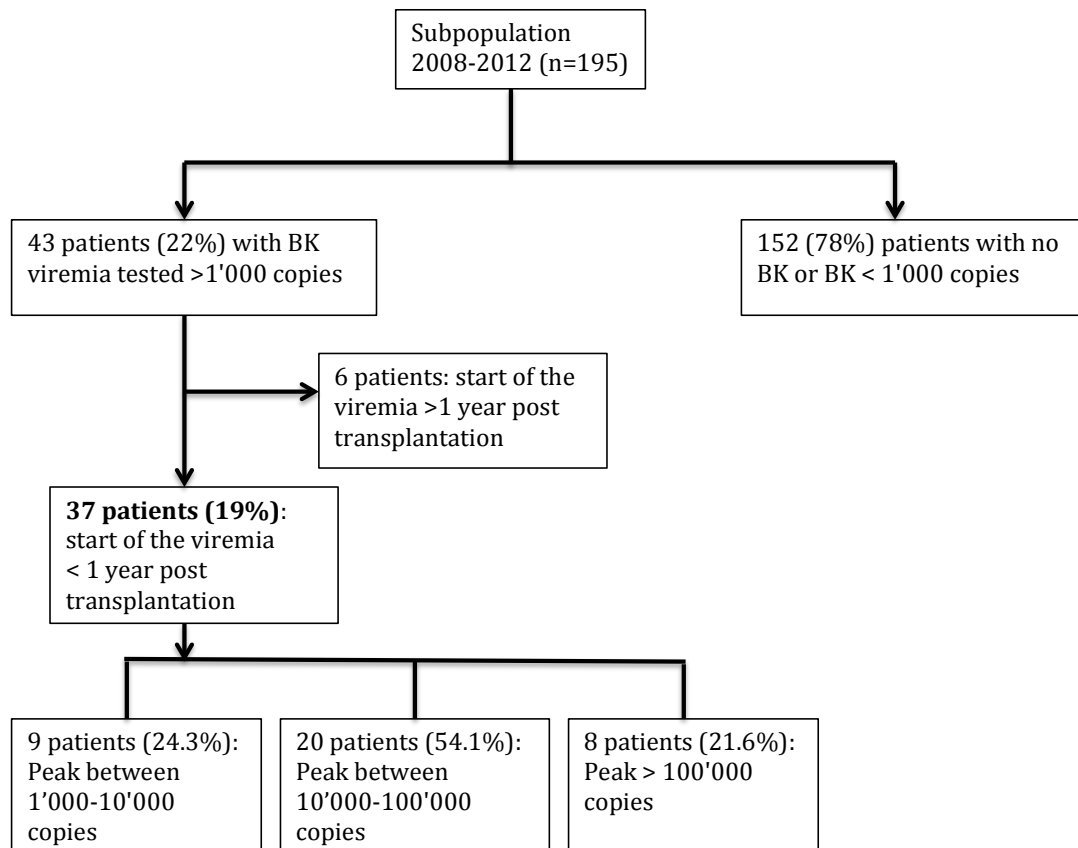 Subpopulation
2008-2012 (n=195)
43 patients (22%) with BK
viremia tested >1'000 copies
152 (78%) patients with no
BK or BK < 1'000 copies
6 patients: start of the
viremia >1 year post
transplantation
37 patients (19%):
start of the viremia
< 1 year post
transplantation
9 patients (24.3%):
Peak between
1’000-10'000
copies
20 patients (54.1%):
Peak between
10’000-100'000
copies
8 patients (21.6%):
Peak > 100'000
copies